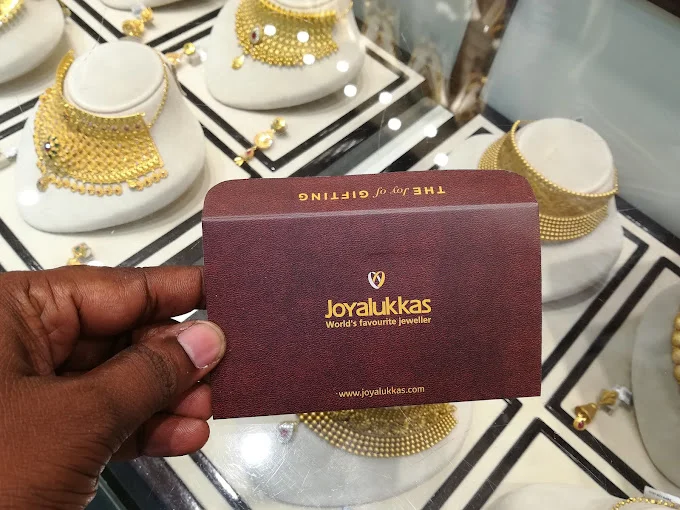 THE Joy of GIFTING
Joyalukkas
World's favourite jeweller
www.joyalukkas.com